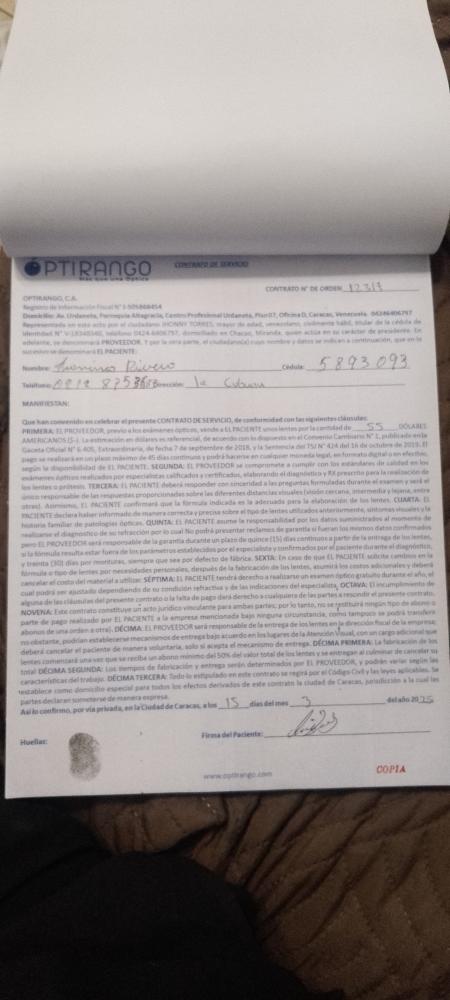 OPTIRANGO
Más que una Óptica
CONTRATO DE SERVICIO
CONTRATO N° DE ORDEN
OPTIRANGO, C.A.
Registro de Información Fiscal N° J-505868454
Domicilio: Av. Urdaneta, Parroquia Altagracia, Centro Profesional Urdaneta, Piso 07, Oficina D, Caracas, Venezuela. 04246406797
Representada en este acto por el ciudadano JHONNY TORRES, mayor de edad, venezolano, civilmente hábil, titular de la cédula de
identidad N° teléfono 0424-6406797, domiciliado en Chacao, Miranda, quien actúa en su carácter de presidente. En
adelante, se denominará PROVEEDOR. Y por la otra parte, el ciudadano(a) cuyo nombre y datos se indican a continuación, que en lo
sucesivo se denominará EL PACIENTE:
Nombre: Rivero Cédula: 5893093
Teléfono: Dirección: la
MANIFIESTAN:
Que han convenido en celebrar el presente CONTRATO DE SERVICIO, de conformidad con las siguientes cláusulas:
PRIMERA: EL PROVEEDOR, previo a los exámenes ópticos, vende a EL PACIENTE unos lentes por la cantidad de 55 DÓLARES
AMERICANOS ($-). La estimación en dólares es referencial, de acuerdo con lo dispuesto en el Convenio Cambiario N° 1, publicado en la
Gaceta Oficial N° 6.405, Extraordinaria, de fecha 7 de septiembre de 2018, y la Sentencia del TSJ N° 424 del 16 de octubre de 2019. El
pago se realizará en un plazo máximo de 45 días continuos y podrá hacerse en cualquier moneda legal, en formato digital o en efectivo,
según la disponibilidad de EL PACIENTE. SEGUNDA: EL PROVEEDOR se compromete a cumplir con los estándares de calidad en los
exámenes ópticos realizados por especialistas calificados y certificados, elaborando el diagnóstico y RX prescrito para la realización de
los lentes o prótesis. TERCERA: EL PACIENTE deberá responder con sinceridad a las preguntas formuladas durante el examen y será el
único responsable de las respuestas proporcionadas sobre las diferentes distancias visuales (visión cercana, intermedia y lejana, entre
otras). Asimismo, EL PACIENTE confirmará que la fórmula indicada es la adecuada para la elaboración de los lentes. CUARTA: EL
PACIENTE declara haber informado de manera correcta y precisa sobre el tipo de lentes utilizados anteriormente, síntomas visuales y la
historia familiar de patologías ópticas. QUINTA: EL PACIENTE asume la responsabilidad por los datos suministrados al momento de
realizarse el diagnostico de su refracción por lo cual No podrá presentar reclamos de garantía si fueran los mismos datos confirmados
pero EL PROVEEDOR será responsable de la garantía durante un plazo de quince (15) días continuos a partir de la entrega de los lentes,
si la fórmula resulta estar fuera de los parámetros establecidos por el especialista y confirmados por el paciente durante el diagnóstico,
y treinta (30) días por monturas, siempre que sea por defecto de fábrica. SEXTA: En caso de que EL PACIENTE solicite cambios en la
fórmula o tipo de lentes por necesidades personales, después de la fabricación de los lentes, asumirá los costos adicionales y deberá
cancelar el costo del material a utilizar. SÉPTIMA: EL PACIENTE tendrá derecho a realizarse un examen óptico gratuito durante el año, el
cual podrá ser ajustado dependiendo de su condición refractiva y de las indicaciones del especialista. OCTAVA: El incumplimiento de
alguna de las cláusulas del presente contrato o la falta de pago dará derecho a cualquiera de las partes a rescindir el presente contrato.
NOVENA: Este contrato constituye un acto jurídico vinculante para ambas partes; por lo tanto, no se restituirá ningún tipo de abono o
parte de pago realizado por EL PACIENTE a la empresa mencionada bajo ninguna circunstancia, como tampoco se podrá transferir
abonos de una orden a otra). DÉCIMA: EL PROVEEDOR será responsable de la entrega de los lentes en la dirección fiscal de la empresa;
no obstante, podrían establecerse mecanismos de entrega bajo acuerdo en los lugares de la Atención Visual, con un cargo adicional que
deberá cancelar el paciente de manera voluntaria, solo si acepta el mecanismo de entrega. DÉCIMA PRIMERA: La fabricación de los
lentes comenzará una vez que se reciba un abono mínimo del 50% del valor total de los lentes y se entregan al culminar de cancelar su
total. DÉCIMA SEGUNDA: Los tiempos de fabricación y entrega serán determinados por EL PROVEEDOR, y podrán variar según las
características del trabajo. DÉCIMA TERCERA: Todo lo estipulado en este contrato se regirá por el Código Civil y las leyes aplicables. Se
establece como domicilio especial para todos los efectos derivados de este contrato la ciudad de Caracas, jurisdicción a la cual las
partes declaran someterse de manera expresa.
Así lo confirmo, por vía privada, en la Ciudad de Caracas, a los 15 días del mes 3 del año 2025
Huellas:
Firma del Paciente:
www.optirango.com
COPIA